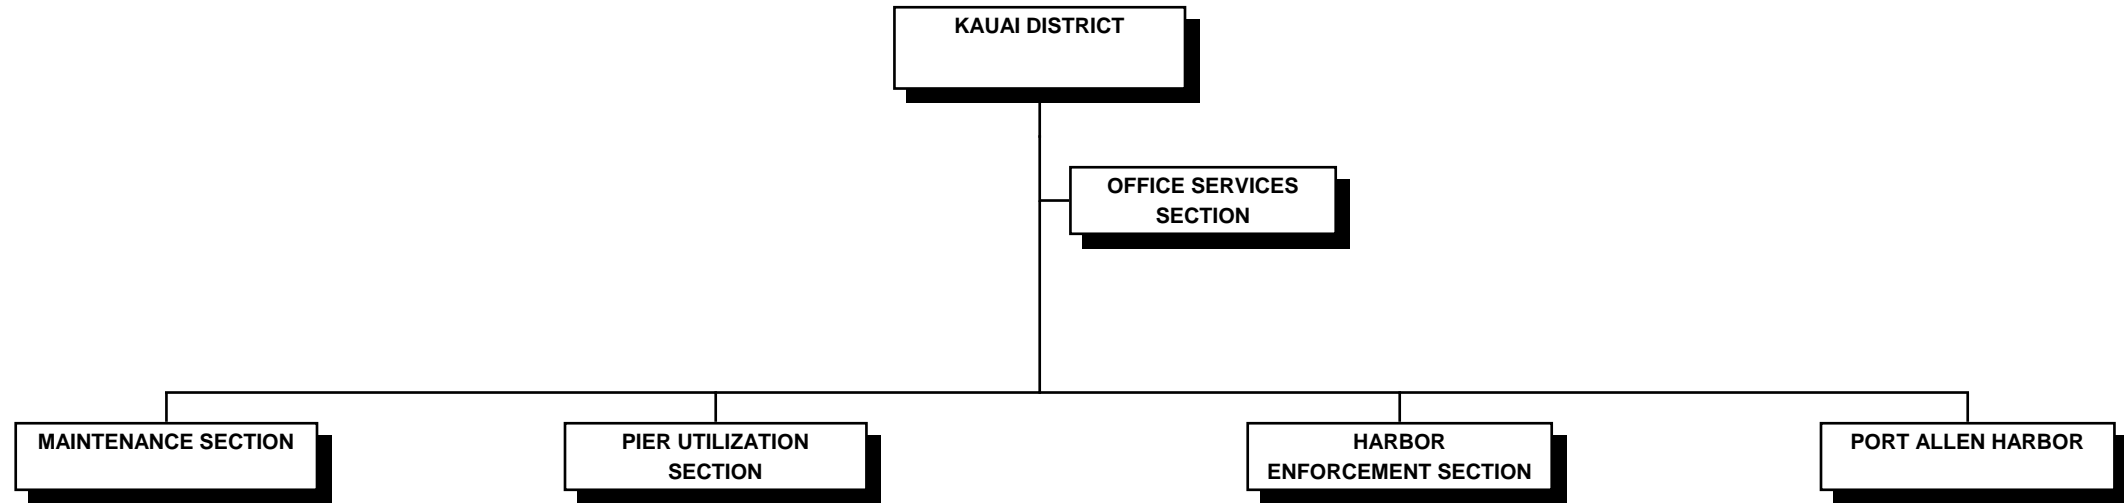 KAUAI DISTRICT
OFFICE SERVICES
SECTION
MAINTENANCE SECTION
PIER UTILIZATION
SECTION
HARBOR
ENFORCEMENT SECTION
PORT ALLEN HARBOR